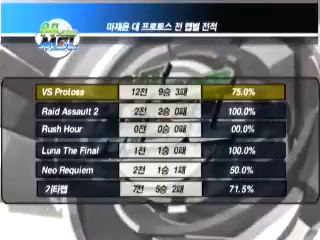 마재윤 대 프로토스 전 맵별 전적
VS Protoss 12전 9승 3패 75.0%
Raid Assault 2 2전 2승 0패 100.0%
Rush Hour 0전 0승 0패 00.0%
Luna The Final 1전 1승 0패 100.0%
Neo Requiem 2전 1승 1패 50.0%
기타맵 7전 5승 2패 71.5%